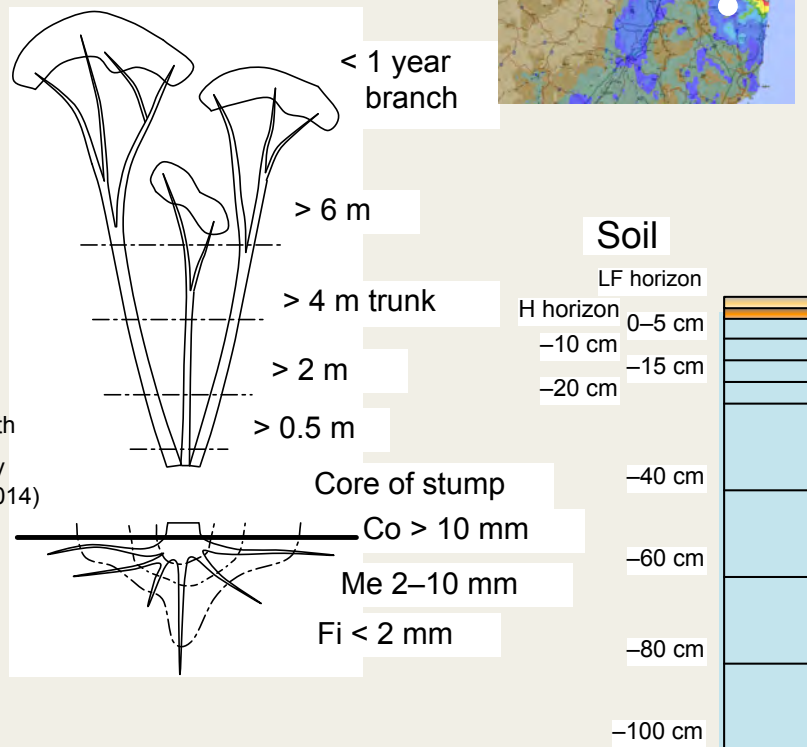 < 1 year
branch
> 6 m
> 4 m trunk
> 2 m
> 0.5 m
014)
Core of stump
Co > 10 mm
Me 2–10 mm
Fi < 2 mm
Soil
LF horizon
H horizon
0–5 cm
–10 cm
–15 cm
–20 cm
–40 cm
–60 cm
–80 cm
–100 cm